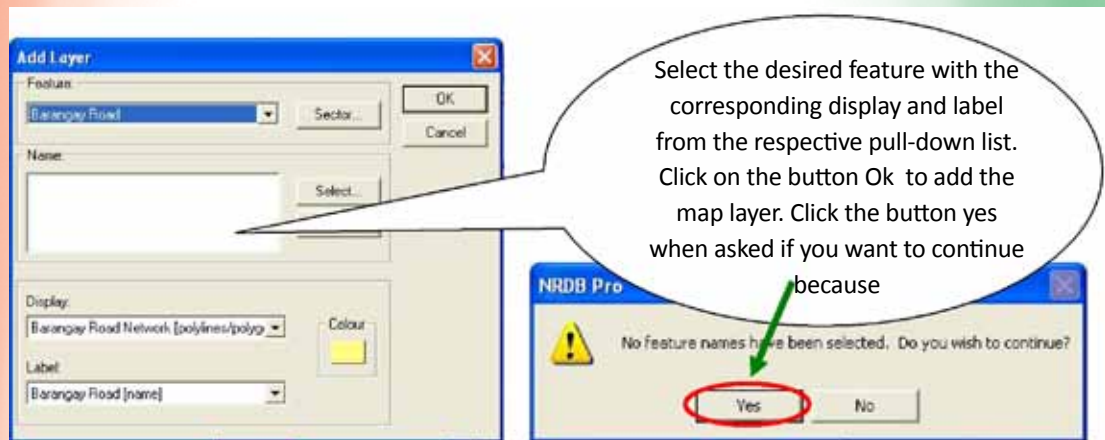 Add Layer
Feature:
Barangay Road
Sector...
OK
Cancel
Name:
Select...
Display:
Barangay Road Network [polylines/polyg
Colour
Label:
Barangay Road [name]
Select the desired feature with the
corresponding display and label
from the respective pull-down list.
Click on the button Ok  to add the
map layer. Click the button yes
when asked if you want to continue
because
NRDB Pro
No feature names have been selected.  Do you wish to continue?
Yes
No